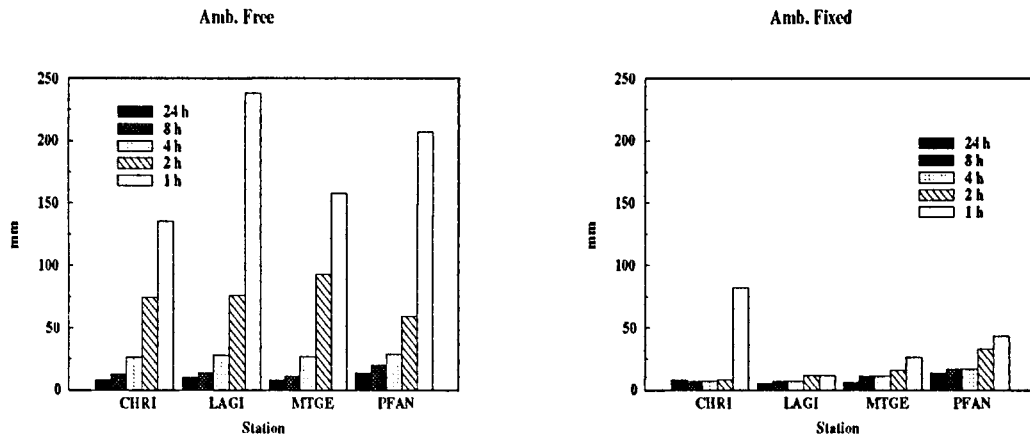 Amb. Free
250
200
150
100
50
0
mm
24 h
8 h
4 h
2 h
1 h
CHRI LAGI MTGE PFAN
Station
Amb. Fixed
250
200
150
100
50
0
mm
24 h
8 h
4 h
2 h
1 h
CHRI LAGI MTGE PFAN
Station